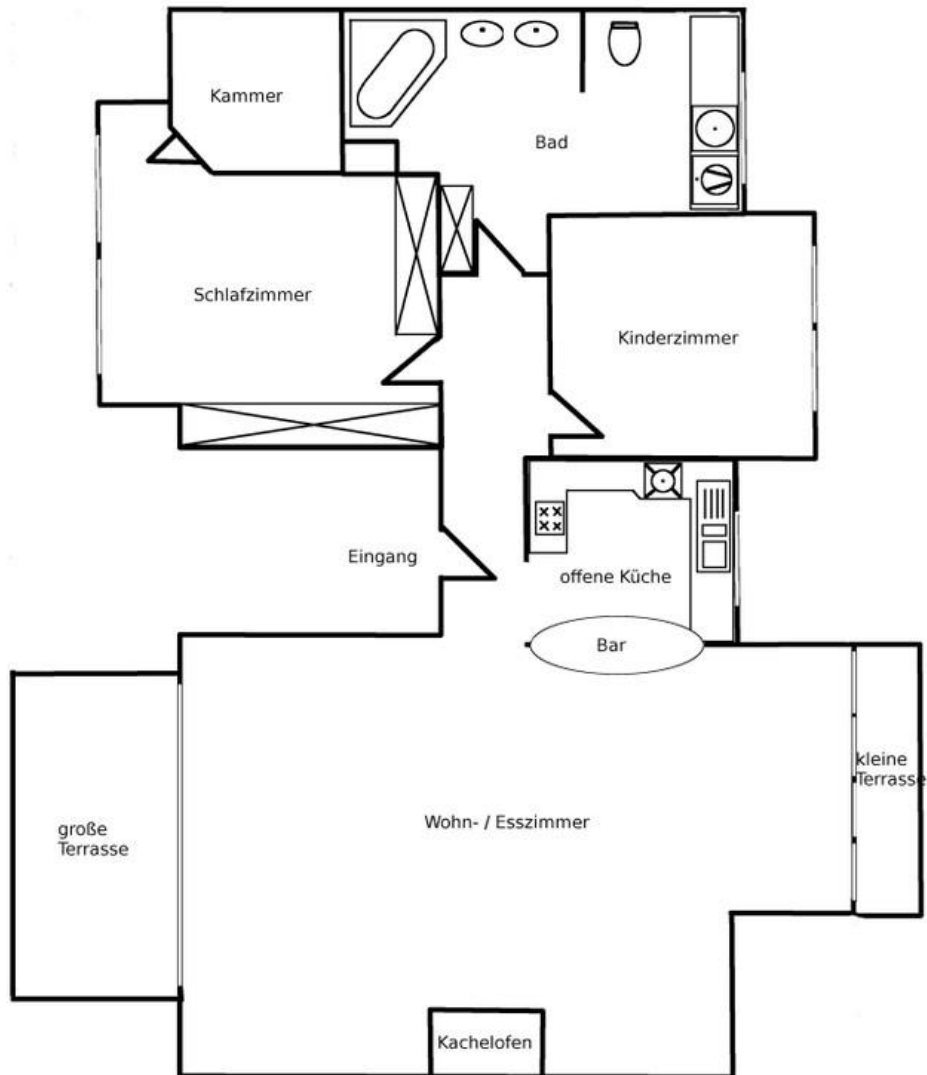 Kammer
Bad
Schlafzimmer
Kinderzimmer
Eingang
offene Küche
Bar
kleine
Terrasse
Wohn- / Esszimmer
große
Terrasse
Kachelofen